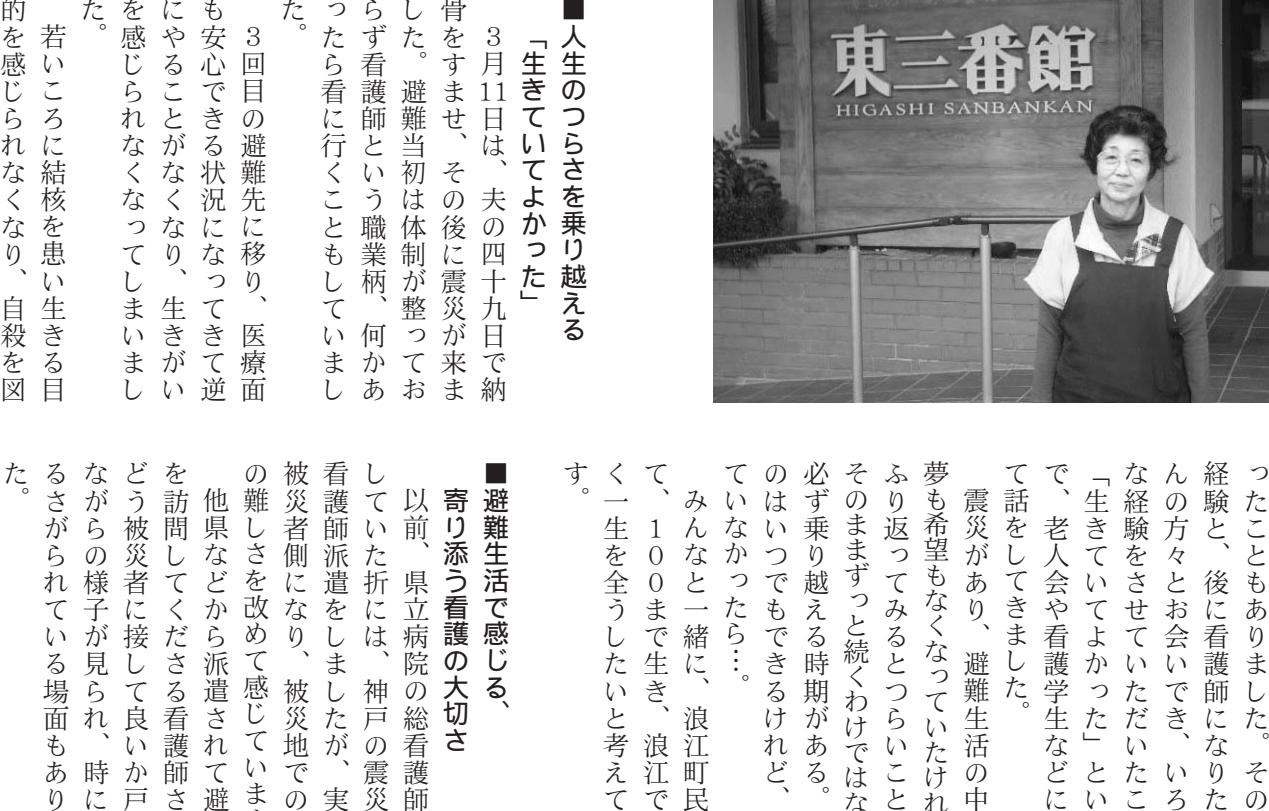 東三番館
HIGASHI SANBANKAN
■人生のつらさを乗り越える
「生きていてよかった」
３月11日は、夫の四十九日で納
骨をすませ、その後に震災が来ま
した。避難当初は体制が整ってお
らず看護師という職業柄、何かあ
ったら看に行くこともしていまし
た。
３回目の避難先に移り、医療面
も安心できる状況になってきて逆
にやることがなくなり、生きがい
を感じられなくなってしまいまし
た。
若いころに結核を患い生きる目
的を感じられなくなり、自殺を図
ったこともありました。その
経験と、後に看護師になりた
んの方々とお会いでき、いろ
な経験をさせていただいたこ
「生きていてよかった」とい
で、老人会や看護学生などに
て話をしてきました。
震災があり、避難生活の中
夢も希望もなくなっていたけれ
ふり返ってみるとつらいこと
そのままずっと続くわけではな
必ず乗り越える時期がある。
のはいつでもできるけれど、
ていなかったら…。
みんなと一緒に、浪江町民
て、１００まで生き、浪江で
く一生を全うしたいと考えて
す。
■避難生活で感じる、
寄り添う看護の大切さ
以前、県立病院の総看護師
していた折には、神戸の震災
看護師派遣をしましたが、実
被災者側になり、被災地での
の難しさを改めて感じていま
他県などから派遣されて避
を訪問してくださる看護師さ
どう被災者に接して良いか戸
ながらの様子が見られ、時に
るさがられている場面もあり
た。